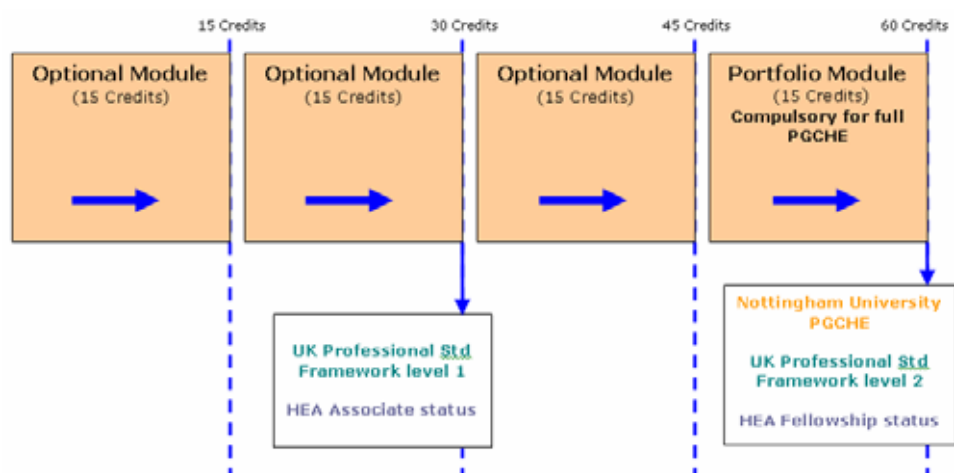 15 Credits
30 Credits
45 Credits
60 Credits
Optional Module
(15 Credits)
Optional Module
(15 Credits)
Optional Module
(15 Credits)
Portfolio Module
(15 Credits)
Compulsory for full
PGCHE
UK Professional Std
Framework level 1
HEA Associate status
Nottingham University
PGCHE
UK Professional Std
Framework level 2
HEA Fellowship status